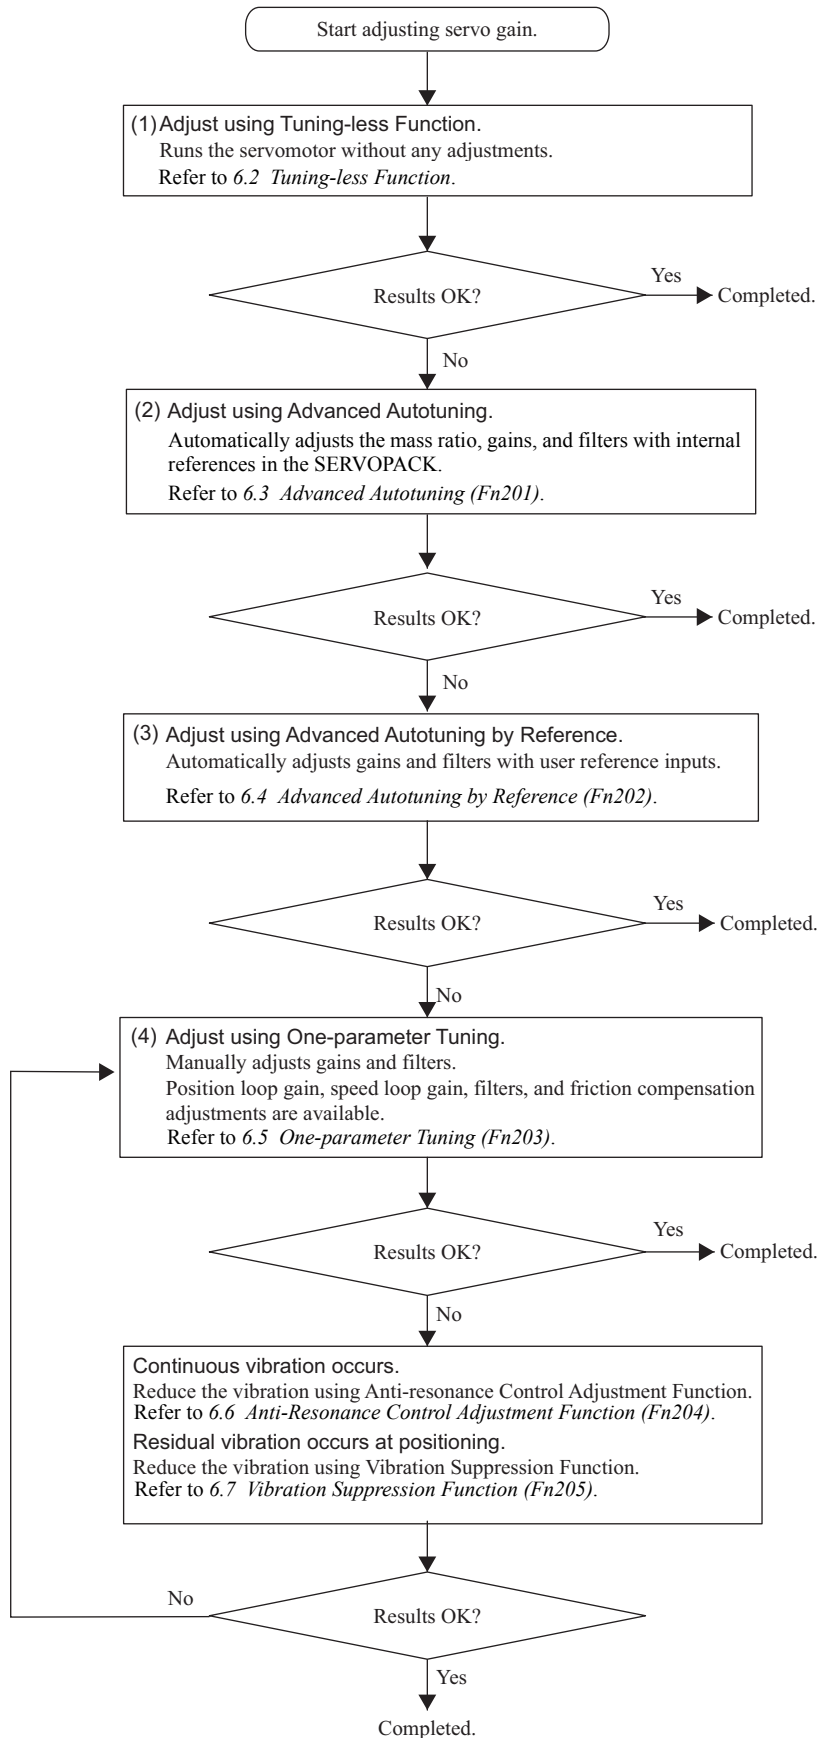 Start adjusting servo gain.
(1) Adjust using Tuning-less Function.
Runs the servomotor without any adjustments.
Refer to 6.2 Tuning-less Function.
Results OK?
Yes
Completed.
No
(2) Adjust using Advanced Autotuning.
Automatically adjusts the mass ratio, gains, and filters with internal
references in the SERVOPACK.
Refer to 6.3 Advanced Autotuning (Fn201).
Results OK?
Yes
Completed.
No
(3) Adjust using Advanced Autotuning by Reference.
Automatically adjusts gains and filters with user reference inputs.
Refer to 6.4 Advanced Autotuning by Reference (Fn202).
Results OK?
Yes
Completed.
No
(4) Adjust using One-parameter Tuning.
Manually adjusts gains and filters.
Position loop gain, speed loop gain, filters, and friction compensation
adjustments are available.
Refer to 6.5 One-parameter Tuning (Fn203).
Results OK?
Yes
Completed.
No
Continuous vibration occurs.
Reduce the vibration using Anti-resonance Control Adjustment Function.
Refer to 6.6 Anti-Resonance Control Adjustment Function (Fn204).
Residual vibration occurs at positioning.
Reduce the vibration using Vibration Suppression Function.
Refer to 6.7 Vibration Suppression Function (Fn205).
No
Results OK?
Yes
Completed.